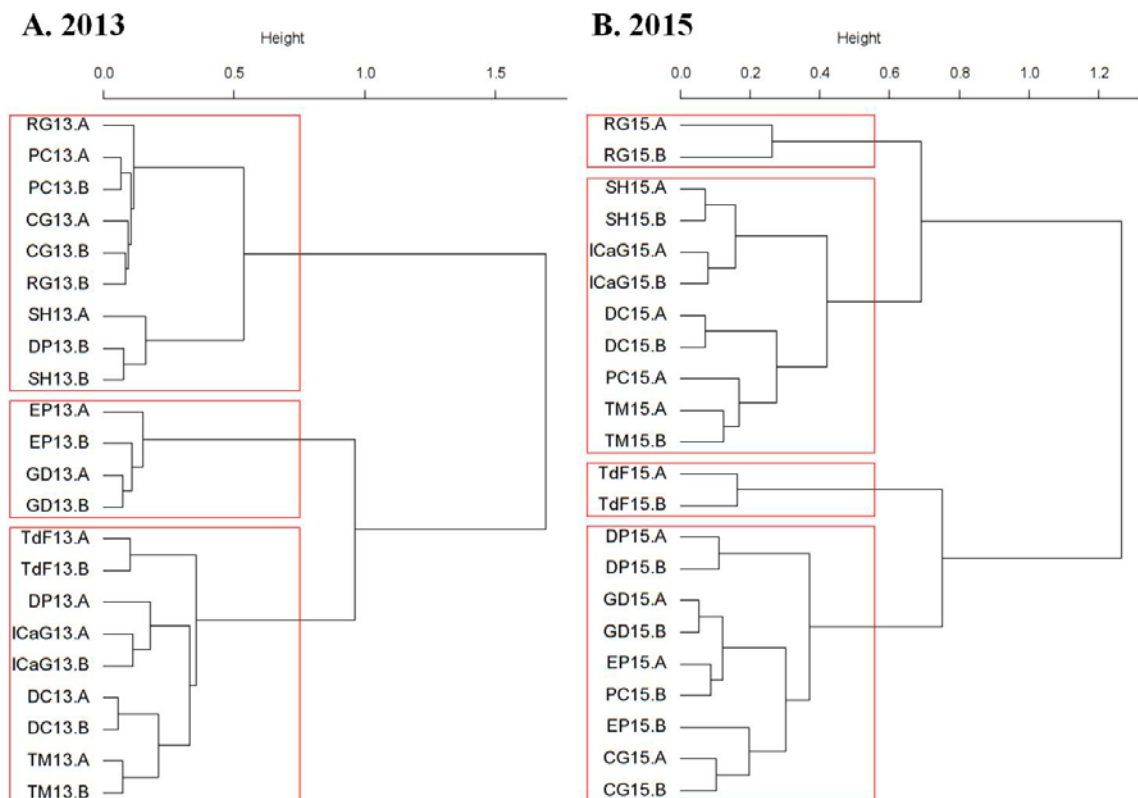 A. 2013
Height
0.0 0.5 1.0 1.5
RG13.A
PC13.A
PC13.B
CG13.A
CG13.B
RG13.B
SH13.A
DP13.B
SH13.B
EP13.A
EP13.B
GD13.A
GD13.B
TdF13.A
TdF13.B
DP13.A
ICaG13.A
ICaG13.B
DC13.A
DC13.B
TM13.A
TM13.B
B. 2015
Height
0.0 0.2 0.4 0.6 0.8 1.0 1.2
RG15.A
RG15.B
SH15.A
SH15.B
ICaG15.A
ICaG15.B
DC15.A
DC15.B
PC15.A
TM15.A
TM15.B
TdF15.A
TdF15.B
DP15.A
DP15.B
GD15.A
GD15.B
EP15.A
PC15.B
EP15.B
CG15.A
CG15.B